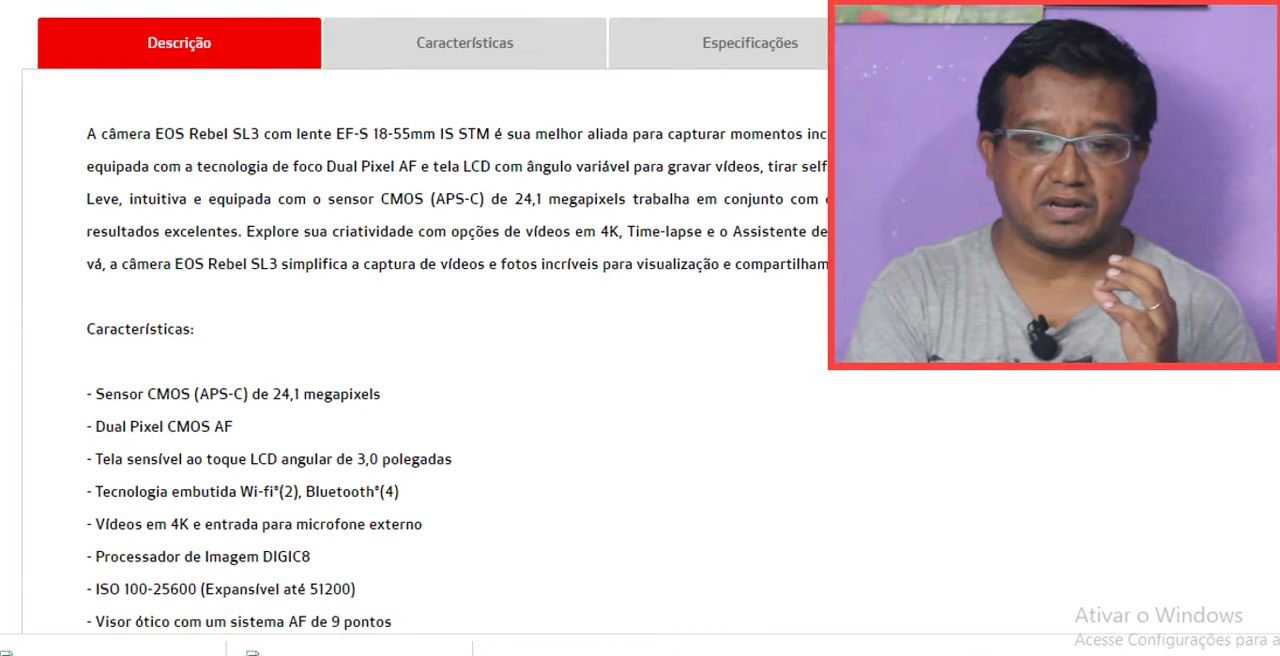 Descrição
Características
Especificações
A câmera EOS Rebel SL3 com lente EF-S 18-55mm IS STM é sua melhor aliada para capturar momentos inc
equipada com a tecnologia de foco Dual Pixel AF e tela LCD com ângulo variável para gravar vídeos, tirar self
Leve, intuitiva e equipada com o sensor CMOS (APS-C) de 24,1 megapixels trabalha em conjunto com
resultados excelentes. Explore sua criatividade com opções de vídeos em 4K, Time-lapse e o Assistente de
vá, a câmera EOS Rebel SL3 simplifica a captura de vídeos e fotos incríveis para visualização e compartilham
Características:
- Sensor CMOS (APS-C) de 24,1 megapixels
- Dual Pixel CMOS AF
- Tela sensível ao toque LCD angular de 3,0 polegadas
- Tecnologia embutida Wi-fi®(2), Bluetooth®(4)
- Vídeos em 4K e entrada para microfone externo
- Processador de Imagem DIGIC8
- ISO 100-25600 (Expansível até 51200)
- Visor ótico com um sistema AF de 9 pontos
Ativar o Windows
Acesse Configurações para a